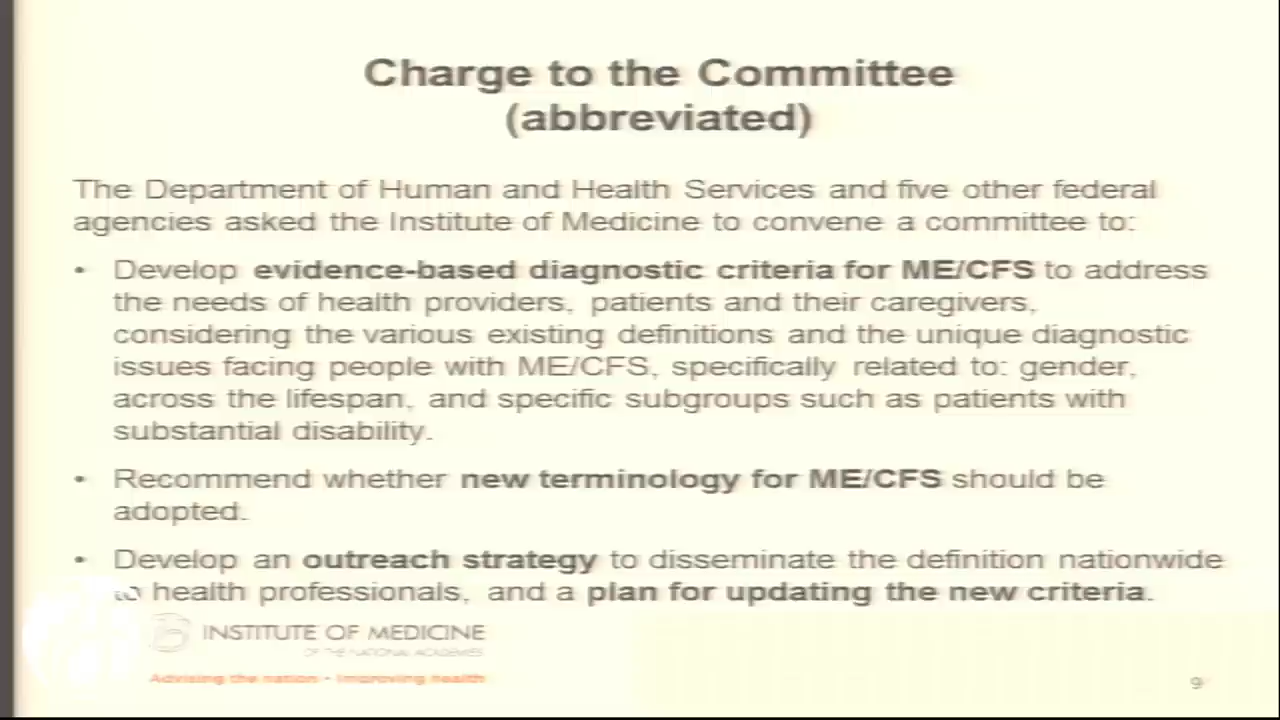 Charge to the Committee
(abbreviated)
The Department of Human and Health Services and five other federal
agencies asked the Institute of Medicine to convene a committee to:
• Develop evidence-based diagnostic criteria for ME/CFS to address
the needs of health providers, patients and their caregivers,
considering the various existing definitions and the unique diagnostic
issues facing people with ME/CFS, specifically related to: gender,
across the lifespan, and specific subgroups such as patients with
substantial disability.
• Recommend whether new terminology for ME/CFS should be
adopted.
• Develop an outreach strategy to disseminate the definition nationwide
to health professionals, and a plan for updating the new criteria.
INSTITUTE OF MEDICINE
OF THE NATIONAL ACADEMIES
Advising the nation • Improving health
9